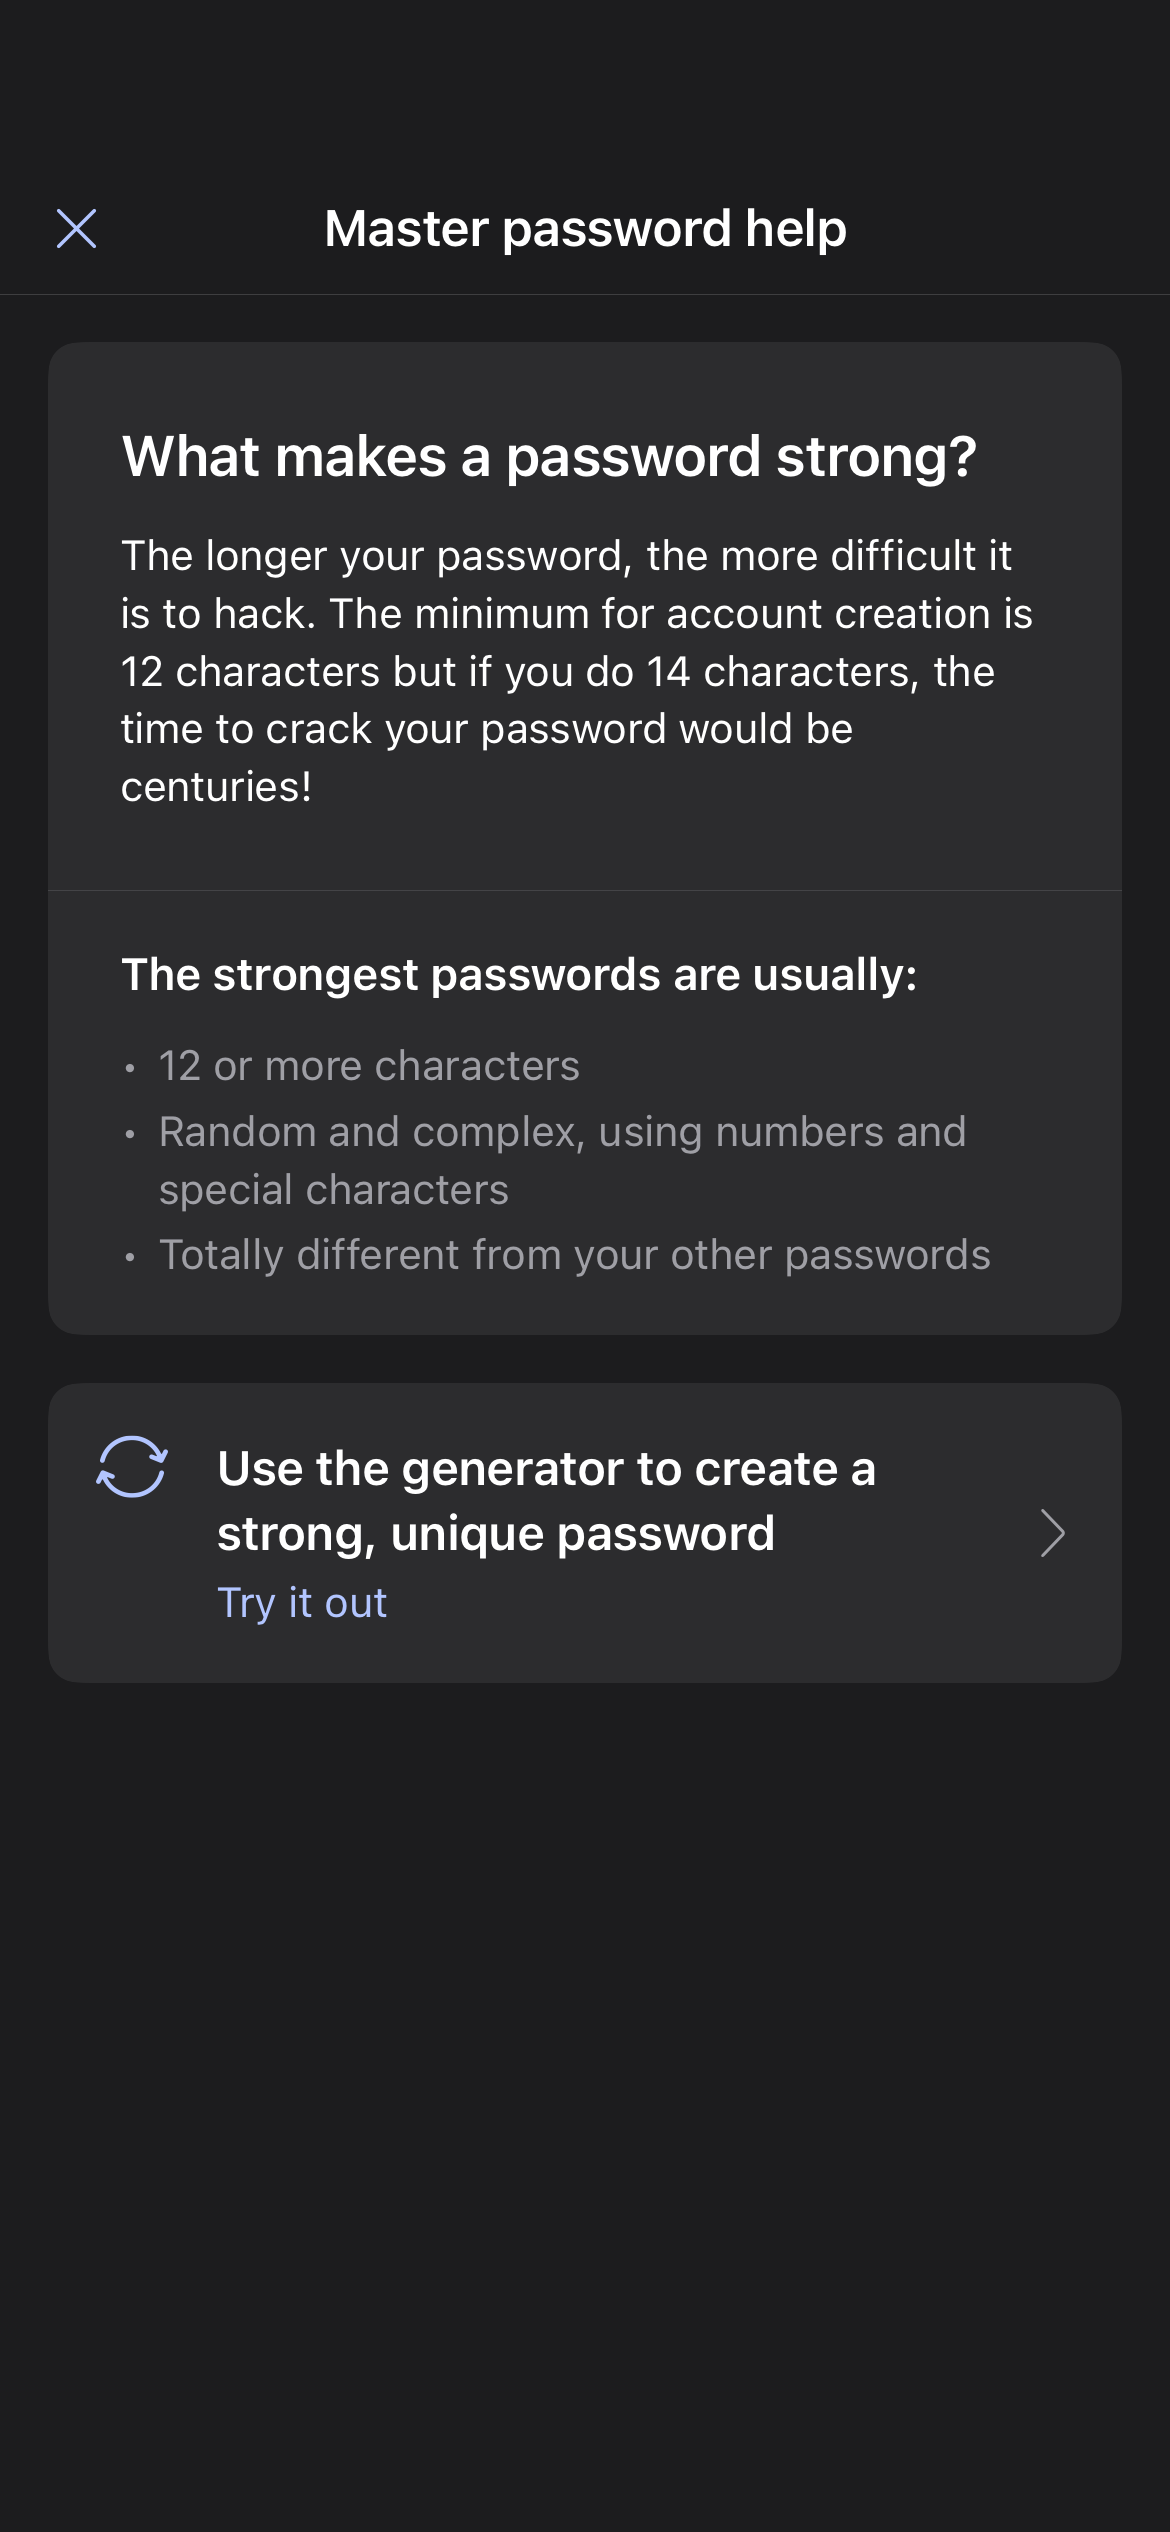 Master password help
What makes a password strong?
The longer your password, the more difficult it
is to hack. The minimum for account creation is
12 characters but if you do 14 characters, the
time to crack your password would be
centuries!
The strongest passwords are usually:
• 12 or more characters
• Random and complex, using numbers and
special characters
• Totally different from your other passwords
Use the generator to create a
strong, unique password
Try it out